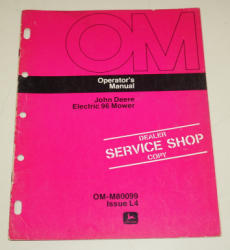 OM
Operator's
Manual
John Deere
Electric 96 Mower
DEALER
SERVICE SHOP
COPY
OM-M80099
Issue L4